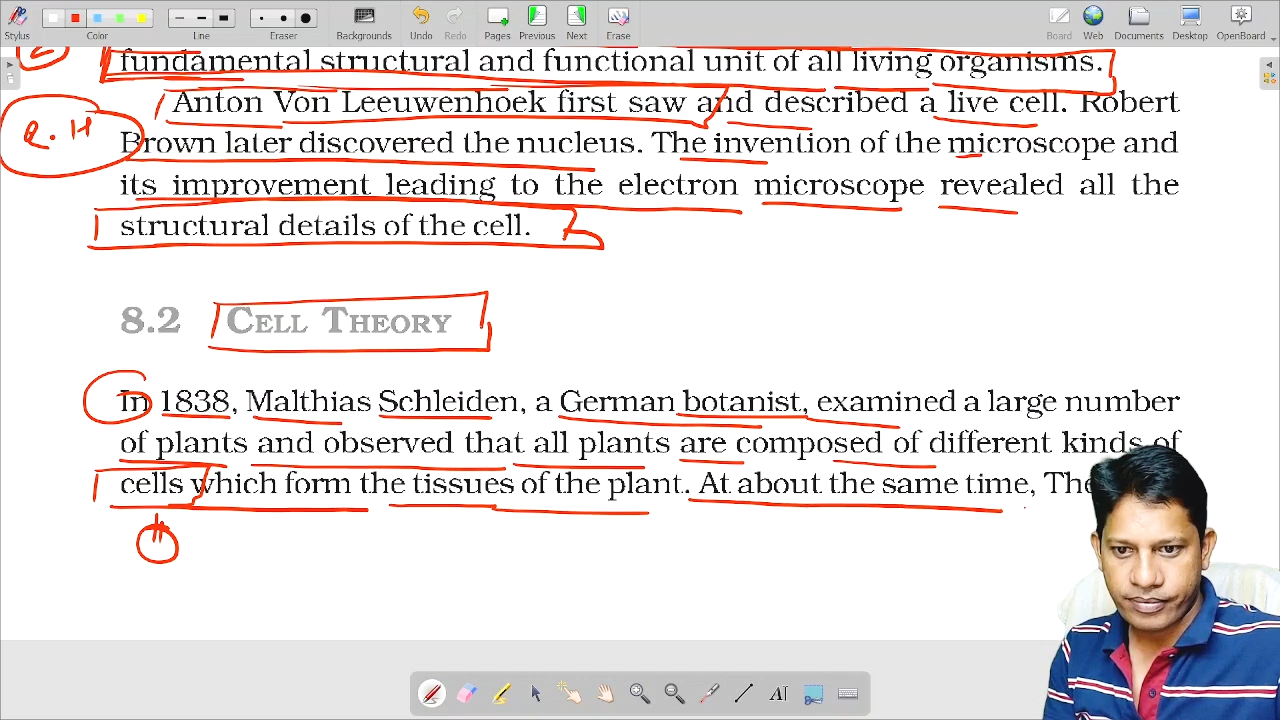 Stylus
Color
Line
Eraser
Backgrounds
Undo
Redo
Pages
Previous
Next
Erase
Board
Web
Documents
Desktop
OpenBoard
2
fundamental structural and functional unit of all living organisms.
Anton Von Leeuwenhoek first saw and described a live cell. Robert
R. H
Brown later discovered the nucleus. The invention of the microscope and
its improvement leading to the electron microscope revealed all the
structural details of the cell.
8.2 CELL THEORY
In 1838, Malthias Schleiden, a German botanist, examined a large number
of plants and observed that all plants are composed of different kinds of
cells which form the tissues of the plant. At about the same time,